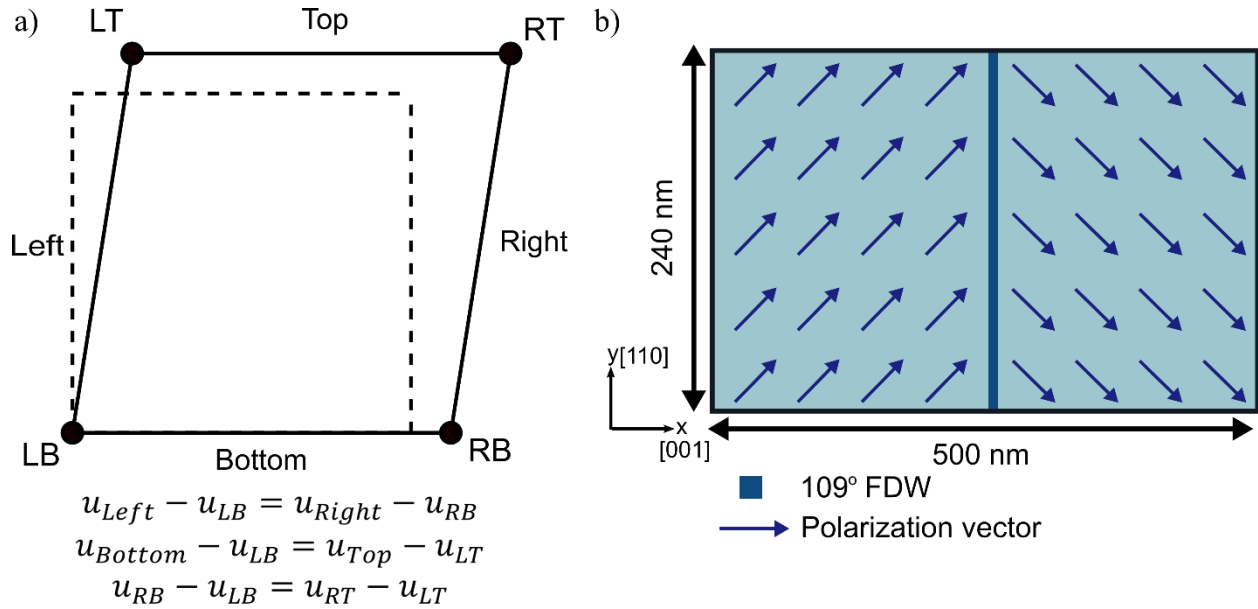 a)
LT
Top
RT
Left
Right
LB
Bottom
RB
u_{Left} − u_{LB} = u_{Right} − u_{RB}
u_{Bottom} − u_{LB} = u_{Top} − u_{LT}
u_{RB} − u_{LB} = u_{RT} − u_{LT}
b)
240 nm
y[110]
x
[001]
500 nm
109° FDW
Polarization vector